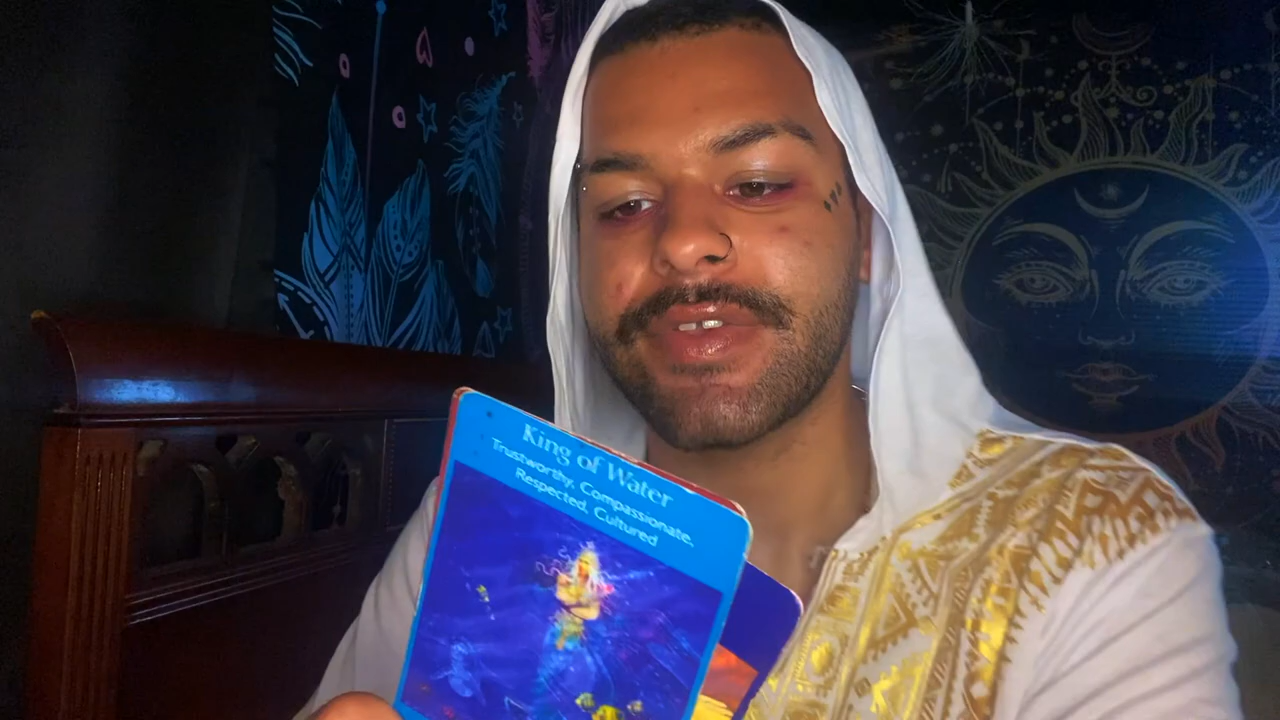 King of Water
Trustworthy, Compassionate,
Respected, Cultured